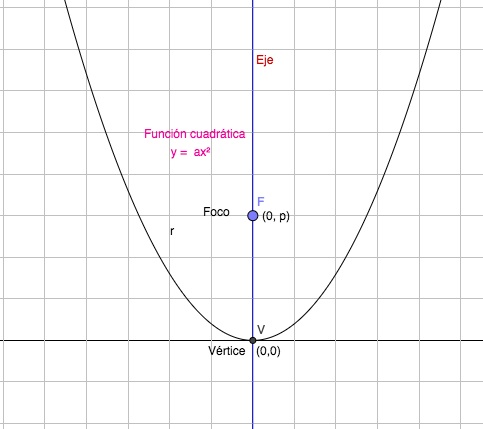 Eje
Función cuadrática
y = ax²
F
Foco
(0, p)
r
V
Vértice
(0,0)